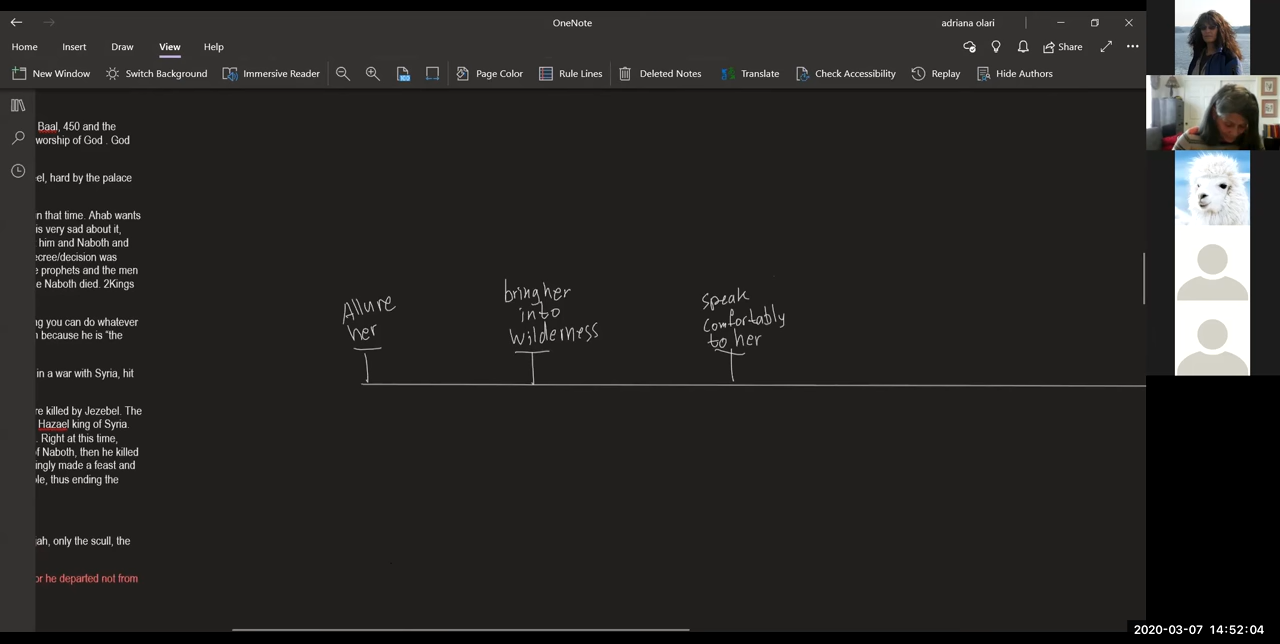 OneNote
adriana olari
Home Insert Draw View Help
Share
New Window Switch Background Immersive Reader Page Color Rule Lines Deleted Notes Translate Check Accessibility Replay Hide Authors
Baal, 450 and the
worship of God . God
el, hard by the palace
n that time. Ahab wants
is very sad about it,
him and Naboth and
ecree/decision was
e prophets and the men
e Naboth died. 2Kings
ng you can do whatever
n because he is "the
in a war with Syria, hit
re killed by Jezebel. The
Hazael king of Syria.
. Right at this time,
of Naboth, then he killed
ingly made a feast and
ple, thus ending the
ah, only the scull, the
or he departed not from
Allure
her
bring her
into
wilderness
speak
comfortably
to her
2020-03-07 14:52:04